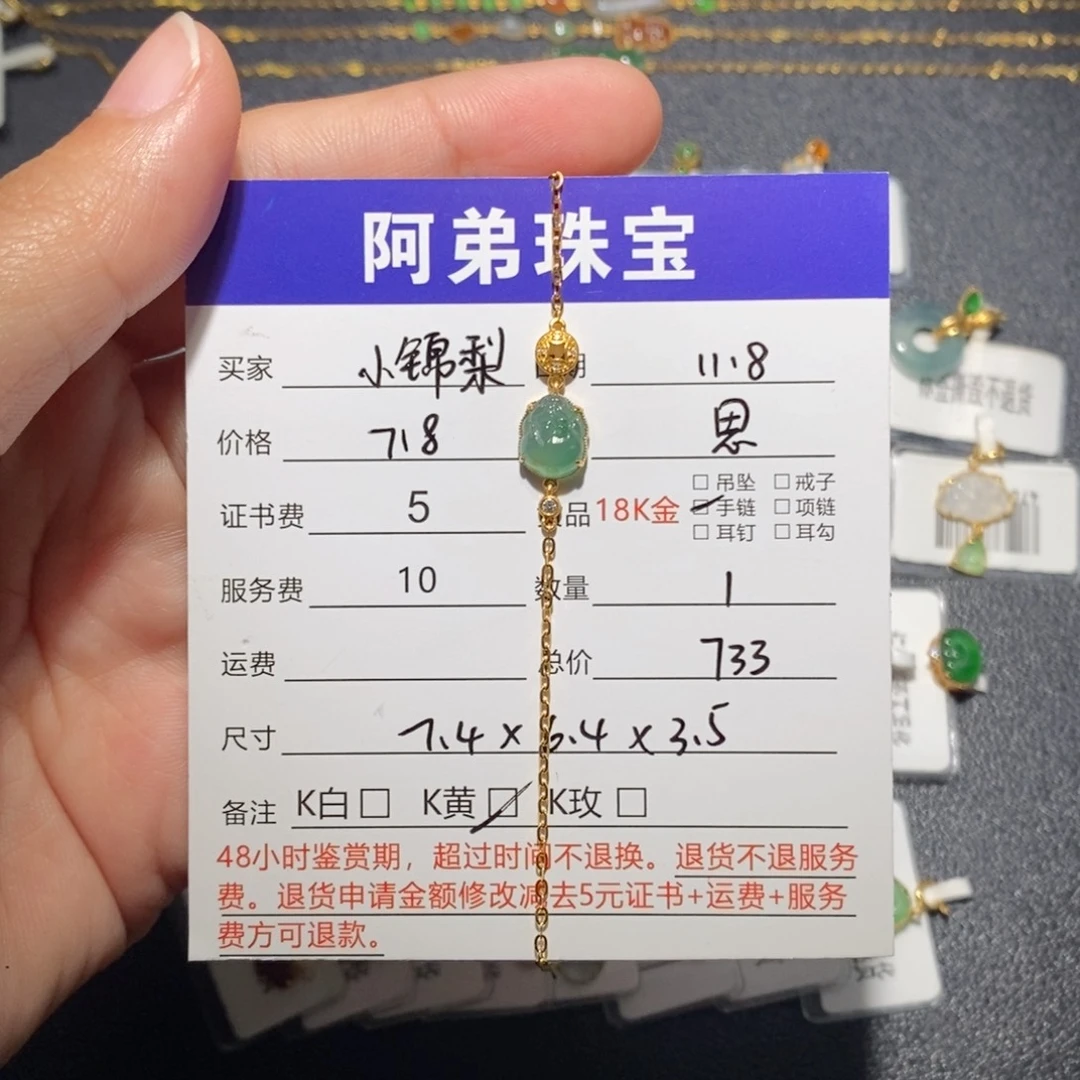 阿弟珠宝
买家 小锦梨 期 11.8
价格 718 思
证书费 5 品 18K金 □ 吊坠 □ 戒子
☑ 手链 □ 项链
□ 耳钉 □ 耳勾
服务费 10 数量 1
运费 总价 733
尺寸 7.4 x 6.4 x 3.5
备注 K白 □ K黄 ☑ K玫 □
48小时鉴赏期，超过时间不退换。退货不退服务
费。退货申请金额修改减去5元证书+运费+服务
费方可退款。